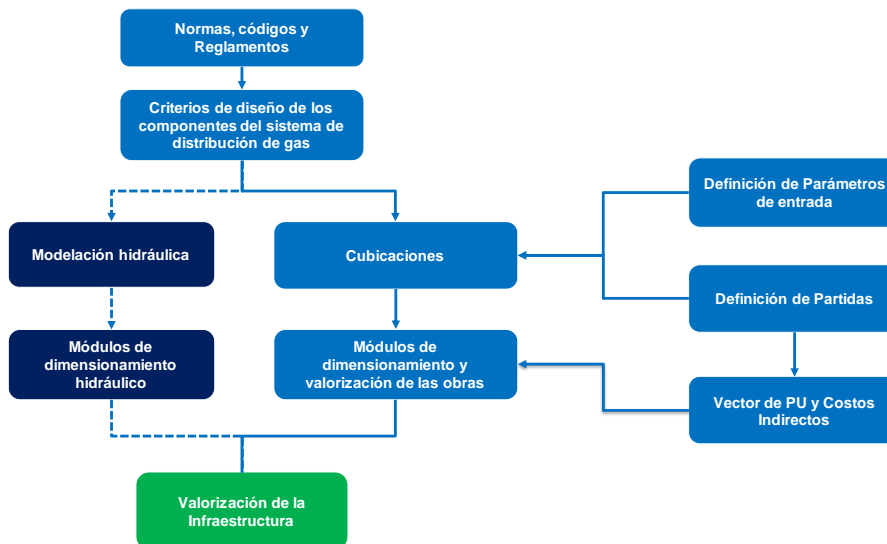 Normas, códigos y
Reglamentos
Criterios de diseño de los
componentes del sistema de
distribución de gas
Definición de Parámetros
de entrada
Modelación hidráulica
Cubicaciones
Definición de Partidas
Módulos de
dimensionamiento
hidráulico
Módulos de
dimensionamiento y
valorización de las obras
Vector de PU y Costos
Indirectos
Valorización de la
Infraestructura